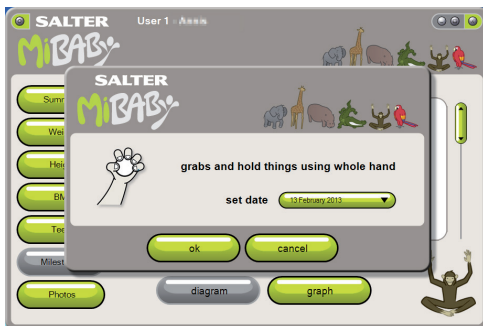 SALTER User 1 -
MiBABY
SALTER
MiBABY
grabs and hold things using whole hand
set date 13 February 2013
ok cancel
Photos diagram graph